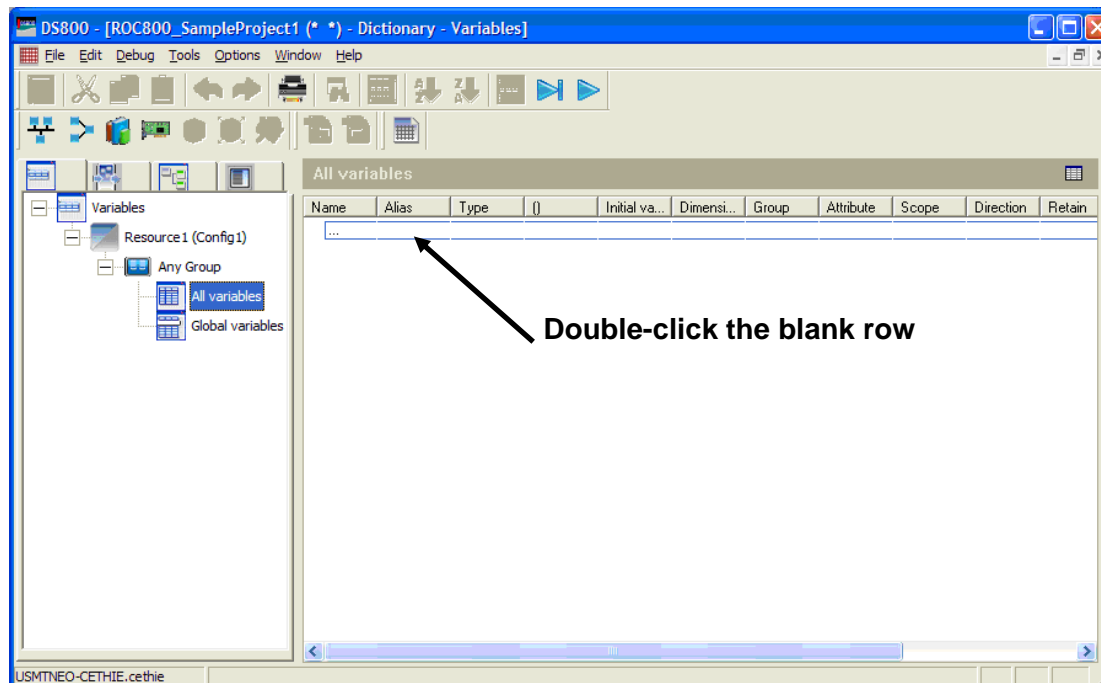 DS800 - [ROC800_SampleProject1 (* *) - Dictionary - Variables]
File Edit Debug Tools Options Window Help
All variables
Variables
Resource1 (Config1)
Any Group
All variables
Global variables
Name Alias Type () Initial va... Dimensi... Group Attribute Scope Direction Retain
...
Double-click the blank row
USMTNEO-CETHIE.cethie